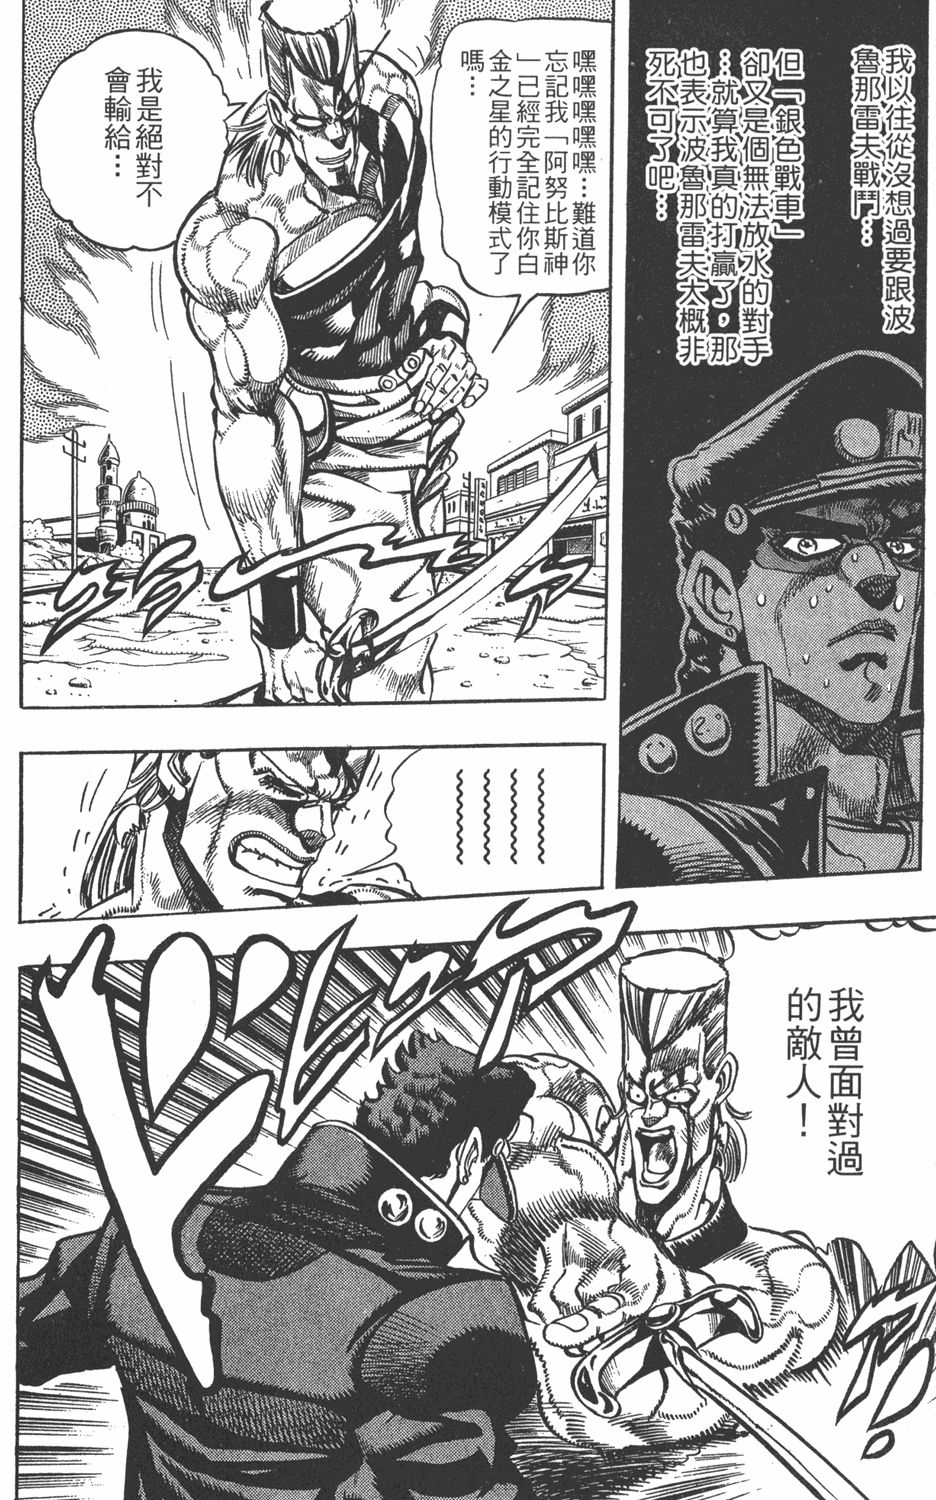 我以往從沒想過要跟波
魯那雷夫戰鬥…
但「銀色戰車」
卻又是個無法放水的對手
…就算我真的打贏了，那
也表示波魯那雷夫大概非
死不可了吧…
嘿嘿嘿嘿嘿…難道你
忘記我「阿努比斯神
」已經完全記住你白
金之星的行動模式了
嗎…
我是絕對不
會輸給…
我曾面對過
的敵人！